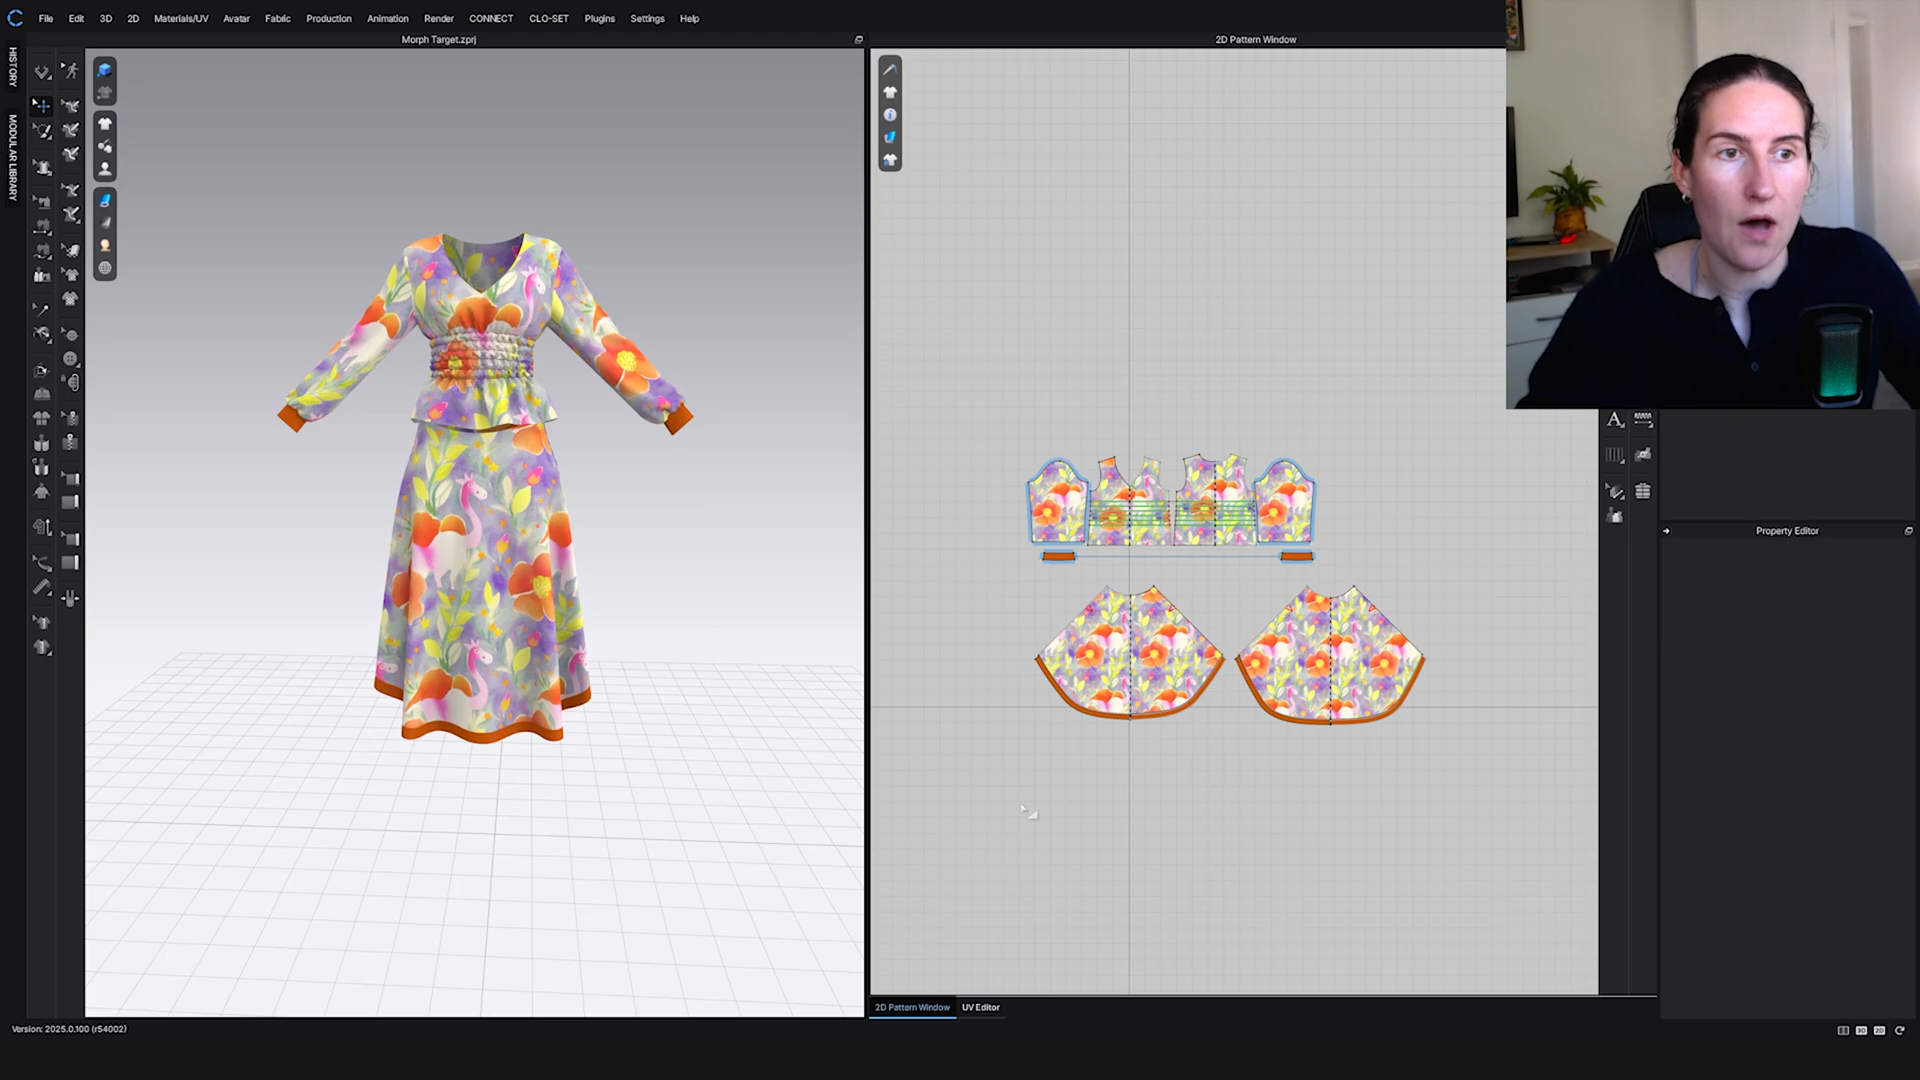 File Edit 3D 2D Materials/UV Avatar Fabric Production Animation Render CONNECT CLO-SET Plugins Settings Help
Morph Target.zprj
2D Pattern Window
HISTORY
MODULAR LIBRARY
A
Property Editor
2D Pattern Window UV Editor
Version: 2025.0.100 (r54002)
3D 2D